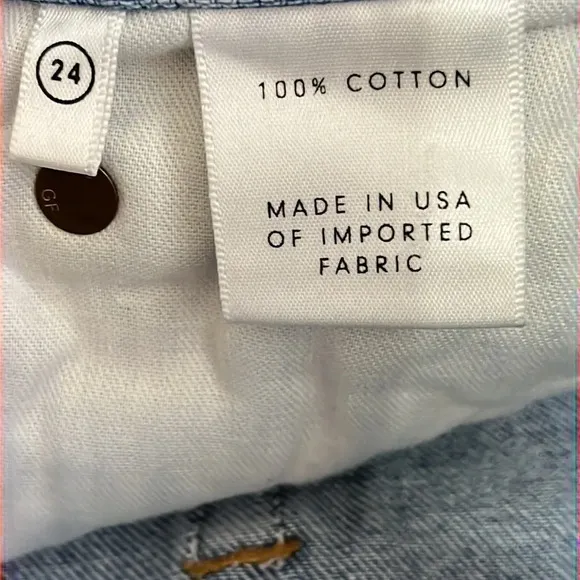 24
100% COTTON
MADE IN USA
OF IMPORTED
FABRIC
GF